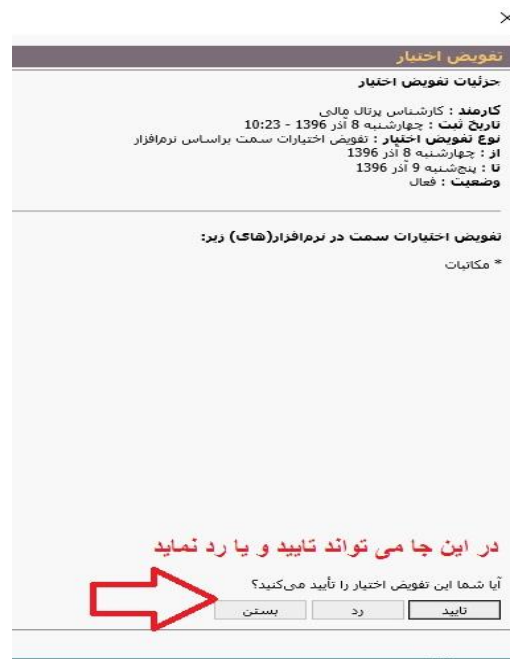 تفویض اختیار
جزئیات تفویض اختیار
کارمند : کارشناس پرتال مالی
تاریخ ثبت : چهارشنبه 8 آذر 1396 - 10:23
نوع تفویض اختیار : تفویض اختیارات سمت براساس نرم‌افزار
از : چهارشنبه 8 آذر 1396
تا : پنج‌شنبه 9 آذر 1396
وضعیت : فعال
تفویض اختیارات سمت در نرم‌افزار(های) زیر:
* مکاتبات
در این جا می تواند تایید و یا رد نماید
آیا شما این تفویض اختیار را تأیید می‌کنید؟
تایید رد بستن